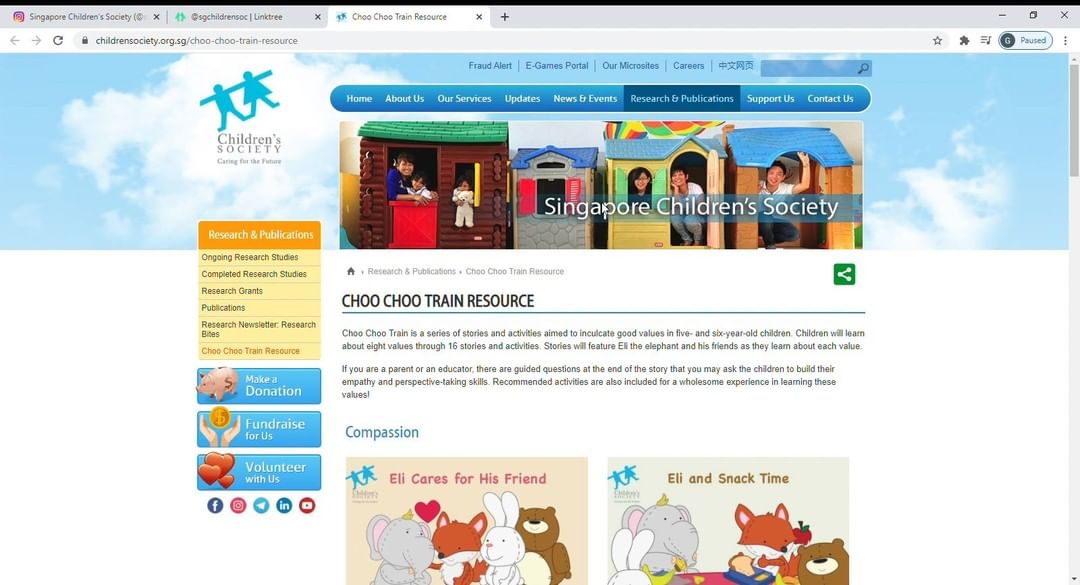 Singapore Children's Society (@s
@sgchildrensoc | Linktree
Choo Choo Train Resource
childrensociety.org.sg/choo-choo-train-resource
G Paused
Fraud Alert
E-Games Portal
Our Microsites
Careers
中文网页
Children's
SOCIETY
Caring for the Future
Home
About Us
Our Services
Updates
News & Events
Research & Publications
Support Us
Contact Us
Singapore Children's Society
Research & Publications
Ongoing Research Studies
Completed Research Studies
Research Grants
Publications
Research Newsletter: Research
Bites
Choo Choo Train Resource
Make a
Donation
Fundraise
for Us
Volunteer
with Us
Research & Publications › Choo Choo Train Resource
CHOO CHOO TRAIN RESOURCE
Choo Choo Train is a series of stories and activities aimed to inculcate good values in five- and six-year-old children. Children will learn
about eight values through 16 stories and activities. Stories will feature Eli the elephant and his friends as they learn about each value.
If you are a parent or an educator, there are guided questions at the end of the story that you may ask the children to build their
empathy and perspective-taking skills. Recommended activities are also included for a wholesome experience in learning these
values!
Compassion
Children's
SOCIETY
Eli Cares for His Friend
Children's
SOCIETY
Eli and Snack Time